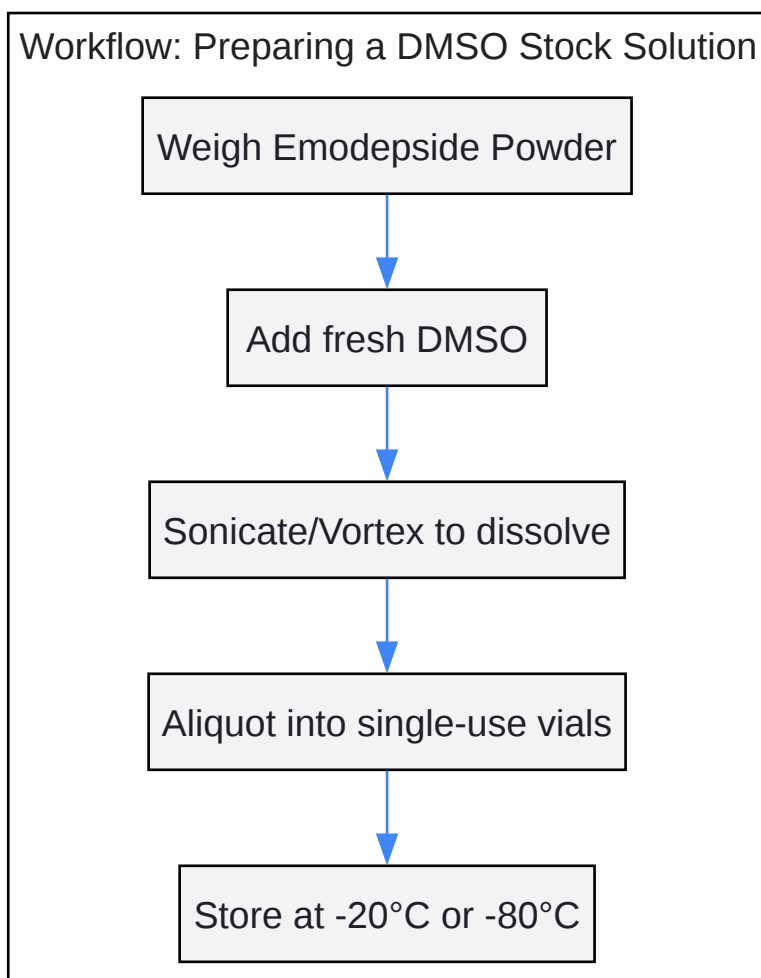 Workflow: Preparing a DMSO Stock Solution
Weigh Emodepside Powder
Add fresh DMSO
Sonicate/Vortex to dissolve
Aliquot into single-use vials
Store at -20°C or -80°C